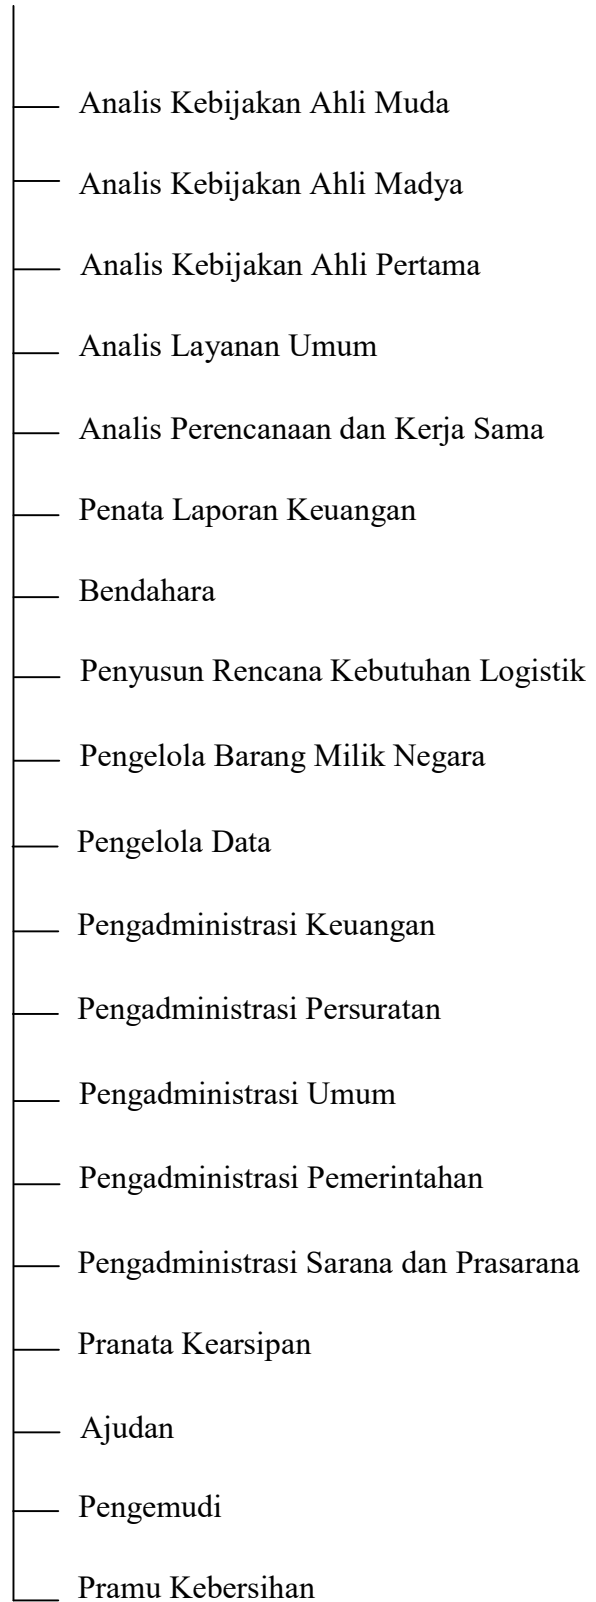 Analis Kebijakan Ahli Muda
Analis Kebijakan Ahli Madya
Analis Kebijakan Ahli Pertama
Analis Layanan Umum
Analis Perencanaan dan Kerja Sama
Penata Laporan Keuangan
Bendahara
Penyusun Rencana Kebutuhan Logistik
Pengelola Barang Milik Negara
Pengelola Data
Pengadministrasi Keuangan
Pengadministrasi Persuratan
Pengadministrasi Umum
Pengadministrasi Pemerintahan
Pengadministrasi Sarana dan Prasarana
Pranata Kearsipan
Ajudan
Pengemudi
Pramu Kebersihan